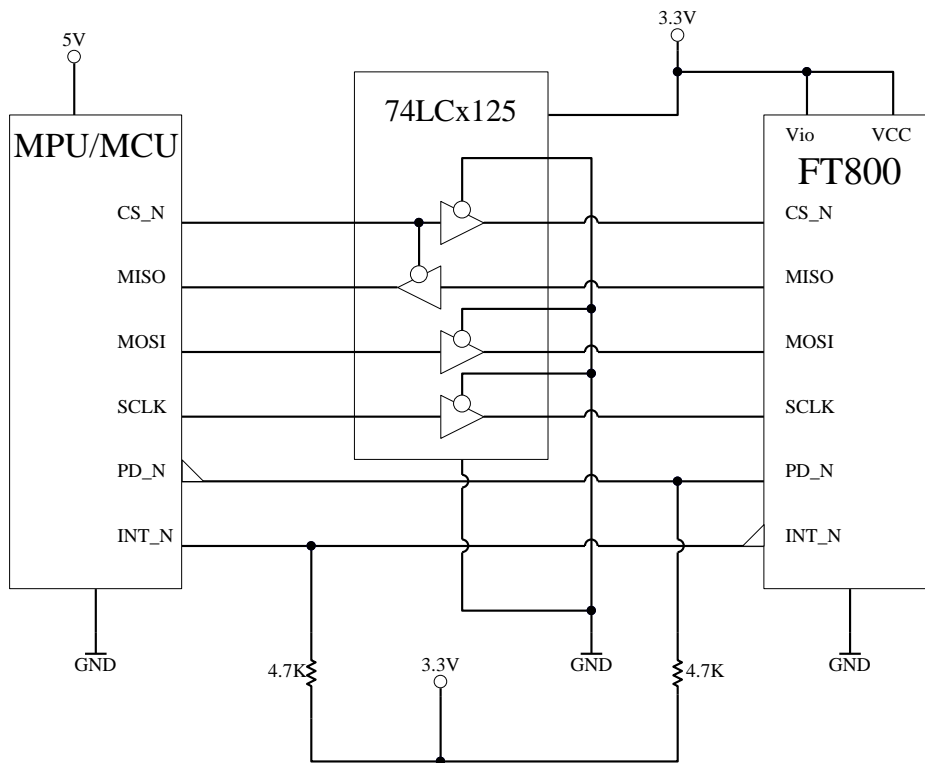 3.3V
5V
74LCx125
MPU/MCU
Vio
VCC
FT800
CS_N
CS_N
MISO
MISO
MOSI
MOSI
SCLK
SCLK
PD_N
PD_N
INT_N
INT_N
GND
4.7K
3.3V
GND
4.7K
GND